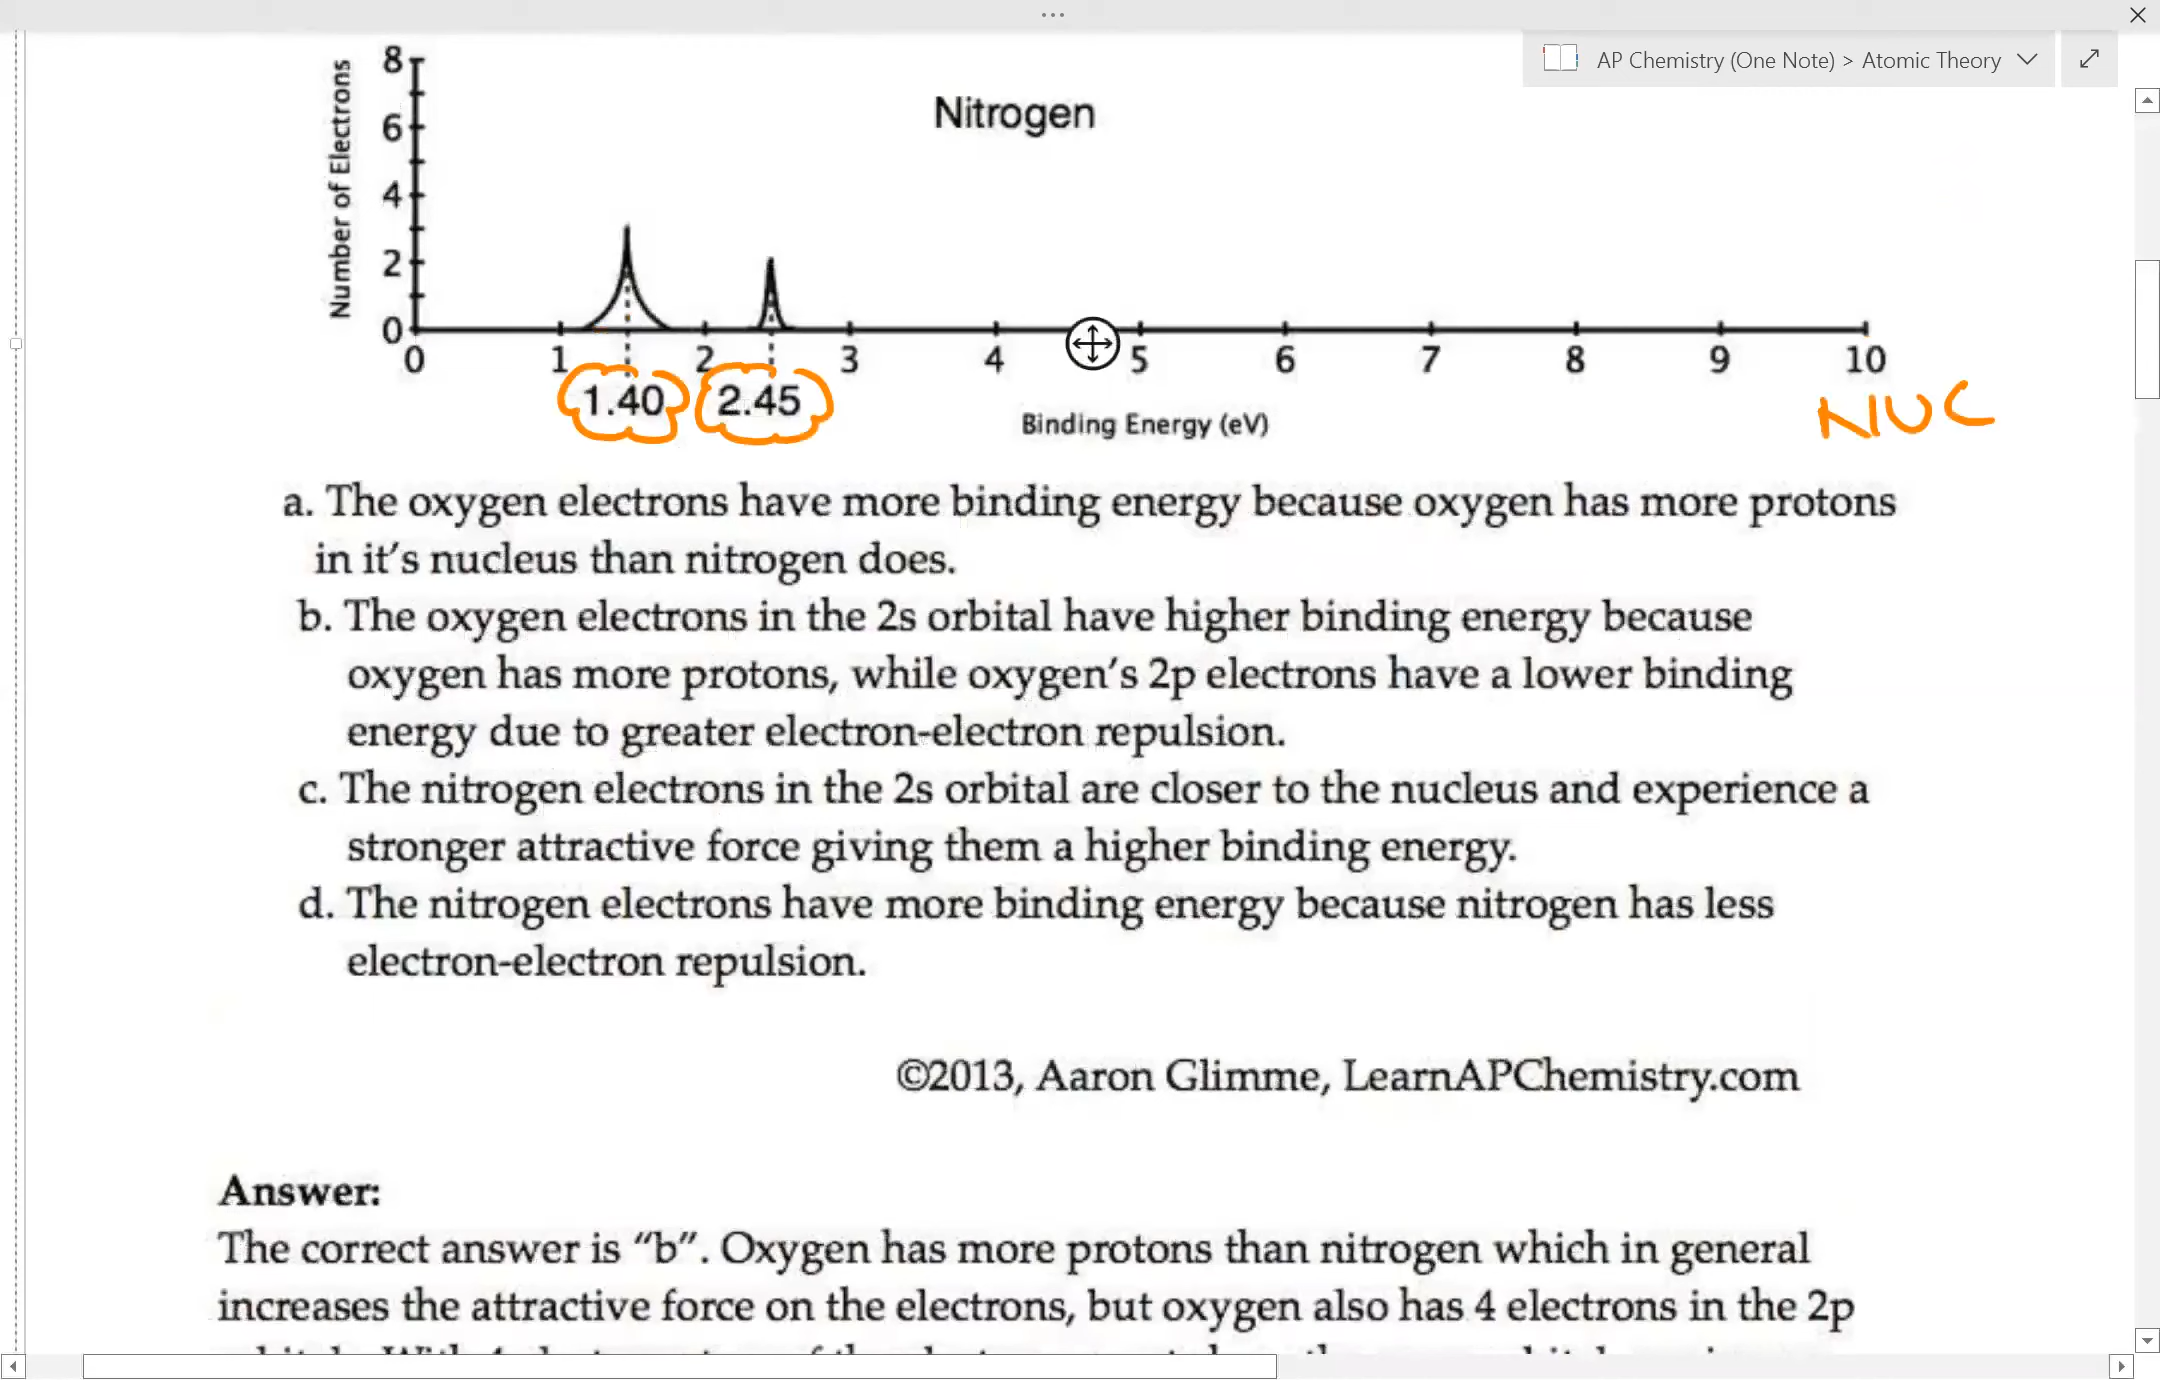 ...
AP Chemistry (One Note) > Atomic Theory
Nitrogen
Number of Electrons
8
6
4
2
0
0 1 2 3 4 5 6 7 8 9 10
1.40 2.45
Binding Energy (eV)
NUC
a. The oxygen electrons have more binding energy because oxygen has more protons
in it's nucleus than nitrogen does.
b. The oxygen electrons in the 2s orbital have higher binding energy because
oxygen has more protons, while oxygen's 2p electrons have a lower binding
energy due to greater electron-electron repulsion.
c. The nitrogen electrons in the 2s orbital are closer to the nucleus and experience a
stronger attractive force giving them a higher binding energy.
d. The nitrogen electrons have more binding energy because nitrogen has less
electron-electron repulsion.
©2013, Aaron Glimme, LearnAPChemistry.com
Answer:
The correct answer is “b”. Oxygen has more protons than nitrogen which in general
increases the attractive force on the electrons, but oxygen also has 4 electrons in the 2p